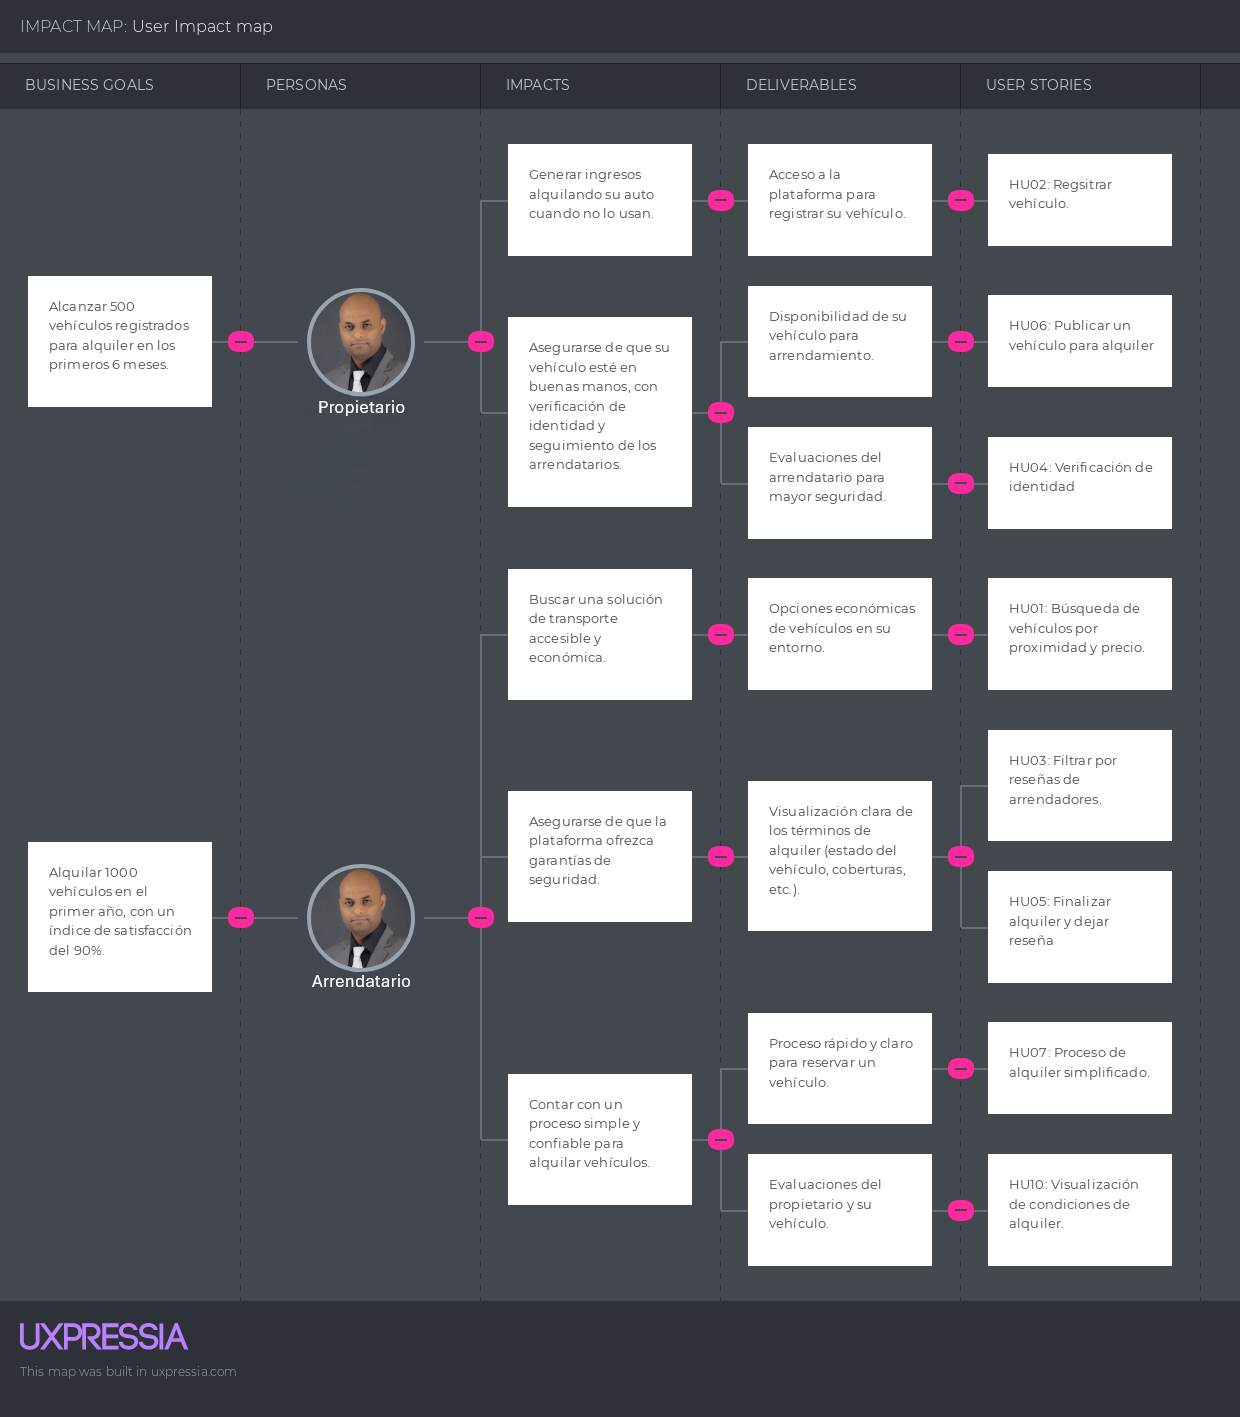 IMPACT MAP: User Impact map
BUSINESS GOALS
PERSONAS
IMPACTS
DELIVERABLES
USER STORIES
Alcanzar 500
vehículos registrados
para alquiler en los
primeros 6 meses.
Propietario
Generar ingresos
alquilando su auto
cuando no lo usan.
Acceso a la
plataforma para
registrar su vehículo.
HU02: Regsitrar
vehículo.
Asegurarse de que su
vehículo esté en
buenas manos, con
verificación de
identidad y
seguimiento de los
arrendatarios.
Disponibilidad de su
vehículo para
arrendamiento.
HU06: Publicar un
vehículo para alquiler
Evaluaciones del
arrendatario para
mayor seguridad.
HU04: Verificación de
identidad
Alquilar 1000
vehículos en el
primer año, con un
índice de satisfacción
del 90%.
Arrendatario
Buscar una solución
de transporte
accesible y
económica.
Opciones económicas
de vehículos en su
entorno.
HU01: Búsqueda de
vehículos por
proximidad y precio.
Asegurarse de que la
plataforma ofrezca
garantías de
seguridad.
Visualización clara de
los términos de
alquiler (estado del
vehículo, coberturas,
etc.).
HU03: Filtrar por
reseñas de
arrendadores.
HU05: Finalizar
alquiler y dejar
reseña
Contar con un
proceso simple y
confiable para
alquilar vehículos.
Proceso rápido y claro
para reservar un
vehículo.
HU07: Proceso de
alquiler simplificado.
Evaluaciones del
propietario y su
vehículo.
HU10: Visualización
de condiciones de
alquiler.
UXPRESSIA
This map was built in uxpressia.com